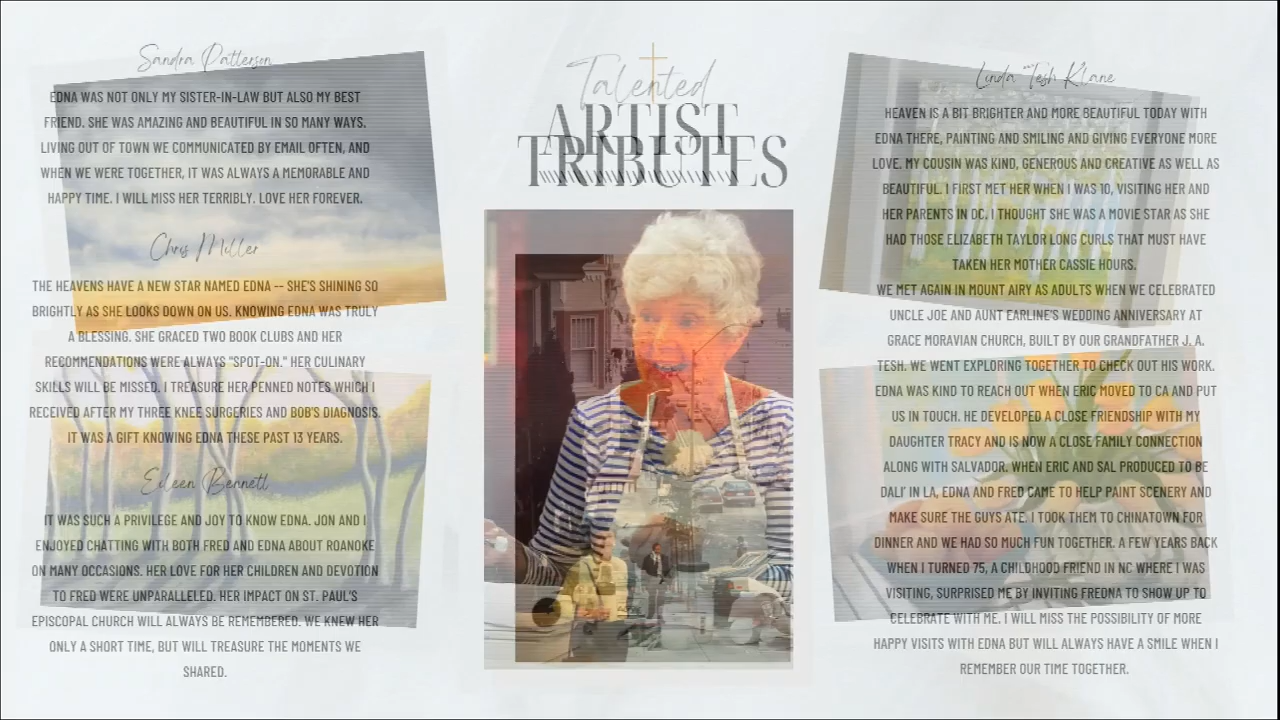 Sandra Patterson
EDNA WAS NOT ONLY MY SISTER-IN-LAW BUT ALSO MY BEST
FRIEND. SHE WAS AMAZING AND BEAUTIFUL IN SO MANY WAYS.
LIVING OUT OF TOWN WE COMMUNICATED BY EMAIL OFTEN, AND
WHEN WE WERE TOGETHER, IT WAS ALWAYS A MEMORABLE AND
HAPPY TIME. I WILL MISS HER TERRIBLY. LOVE HER FOREVER.
Chris Miller
THE HEAVENS HAVE A NEW STAR NAMED EDNA -- SHE'S SHINING SO
BRIGHTLY AS SHE LOOKS DOWN ON US. KNOWING EDNA WAS TRULY
A BLESSING. SHE GRACED TWO BOOK CLUBS AND HER
RECOMMENDATIONS WERE ALWAYS "SPOT-ON." HER CULINARY
SKILLS WILL BE MISSED. I TREASURE HER PENNED NOTES WHICH I
RECEIVED AFTER MY THREE KNEE SURGERIES AND BOB'S DIAGNOSIS.
IT WAS A GIFT KNOWING EDNA THESE PAST 13 YEARS.
Eileen Bennett
IT WAS SUCH A PRIVILEGE AND JOY TO KNOW EDNA. JON AND I
ENJOYED CHATTING WITH BOTH FRED AND EDNA ABOUT ROANOKE
ON MANY OCCASIONS. HER LOVE FOR HER CHILDREN AND DEVOTION
TO FRED WERE UNPARALLELED. HER IMPACT ON ST. PAUL'S
EPISCOPAL CHURCH WILL ALWAYS BE REMEMBERED. WE KNEW HER
ONLY A SHORT TIME, BUT WILL TREASURE THE MOMENTS WE
SHARED.
Talented
ARTIST
TRIBUTES
Linda "Tesh Klane
HEAVEN IS A BIT BRIGHTER AND MORE BEAUTIFUL TODAY WITH
EDNA THERE, PAINTING AND SMILING AND GIVING EVERYONE MORE
LOVE. MY COUSIN WAS KIND, GENEROUS AND CREATIVE AS WELL AS
BEAUTIFUL. I FIRST MET HER WHEN I WAS 10, VISITING HER AND
HER PARENTS IN DC. I THOUGHT SHE WAS A MOVIE STAR AS SHE
HAD THOSE ELIZABETH TAYLOR LONG CURLS THAT MUST HAVE
TAKEN HER MOTHER CASSIE HOURS.
WE MET AGAIN IN MOUNT AIRY AS ADULTS WHEN WE CELEBRATED
UNCLE JOE AND AUNT EARLINE'S WEDDING ANNIVERSARY AT
GRACE MORAVIAN CHURCH, BUILT BY OUR GRANDFATHER J. A.
TESH. WE WENT EXPLORING TOGETHER TO CHECK OUT HIS WORK.
EDNA WAS KIND TO REACH OUT WHEN ERIC MOVED TO CA AND PUT
US IN TOUCH. HE DEVELOPED A CLOSE FRIENDSHIP WITH MY
DAUGHTER TRACY AND IS NOW A CLOSE FAMILY CONNECTION
ALONG WITH SALVADOR. WHEN ERIC AND SAL PRODUCED TO BE
DALI' IN LA, EDNA AND FRED CAME TO HELP PAINT SCENERY AND
MAKE SURE THE GUYS ATE. I TOOK THEM TO CHINATOWN FOR
DINNER AND WE HAD SO MUCH FUN TOGETHER. A FEW YEARS BACK
WHEN I TURNED 75, A CHILDHOOD FRIEND IN NC WHERE I WAS
VISITING, SURPRISED ME BY INVITING FREDNA TO SHOW UP TO
CELEBRATE WITH ME. I WILL MISS THE POSSIBILITY OF MORE
HAPPY VISITS WITH EDNA BUT WILL ALWAYS HAVE A SMILE WHEN I
REMEMBER OUR TIME TOGETHER.